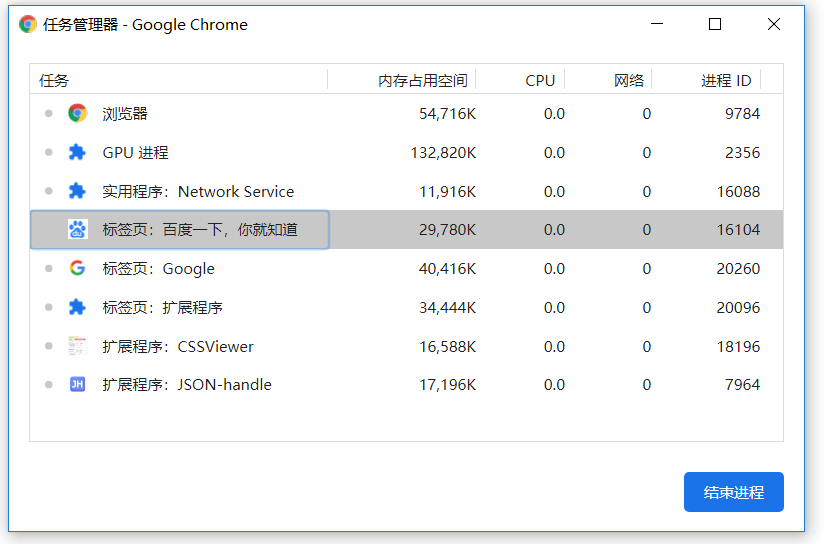 任务管理器 - Google Chrome
任务 内存占用空间 CPU 网络 进程 ID
浏览器 54,716K 0.0 0 9784
GPU 进程 132,820K 0.0 0 2356
实用程序：Network Service 11,916K 0.0 0 16088
du 标签页：百度一下，你就知道 29,780K 0.0 0 16104
标签页：Google 40,416K 0.0 0 20260
标签页：扩展程序 34,444K 0.0 0 20096
扩展程序：CSSViewer 16,588K 0.0 0 18196
JH 扩展程序：JSON-handle 17,196K 0.0 0 7964
结束进程